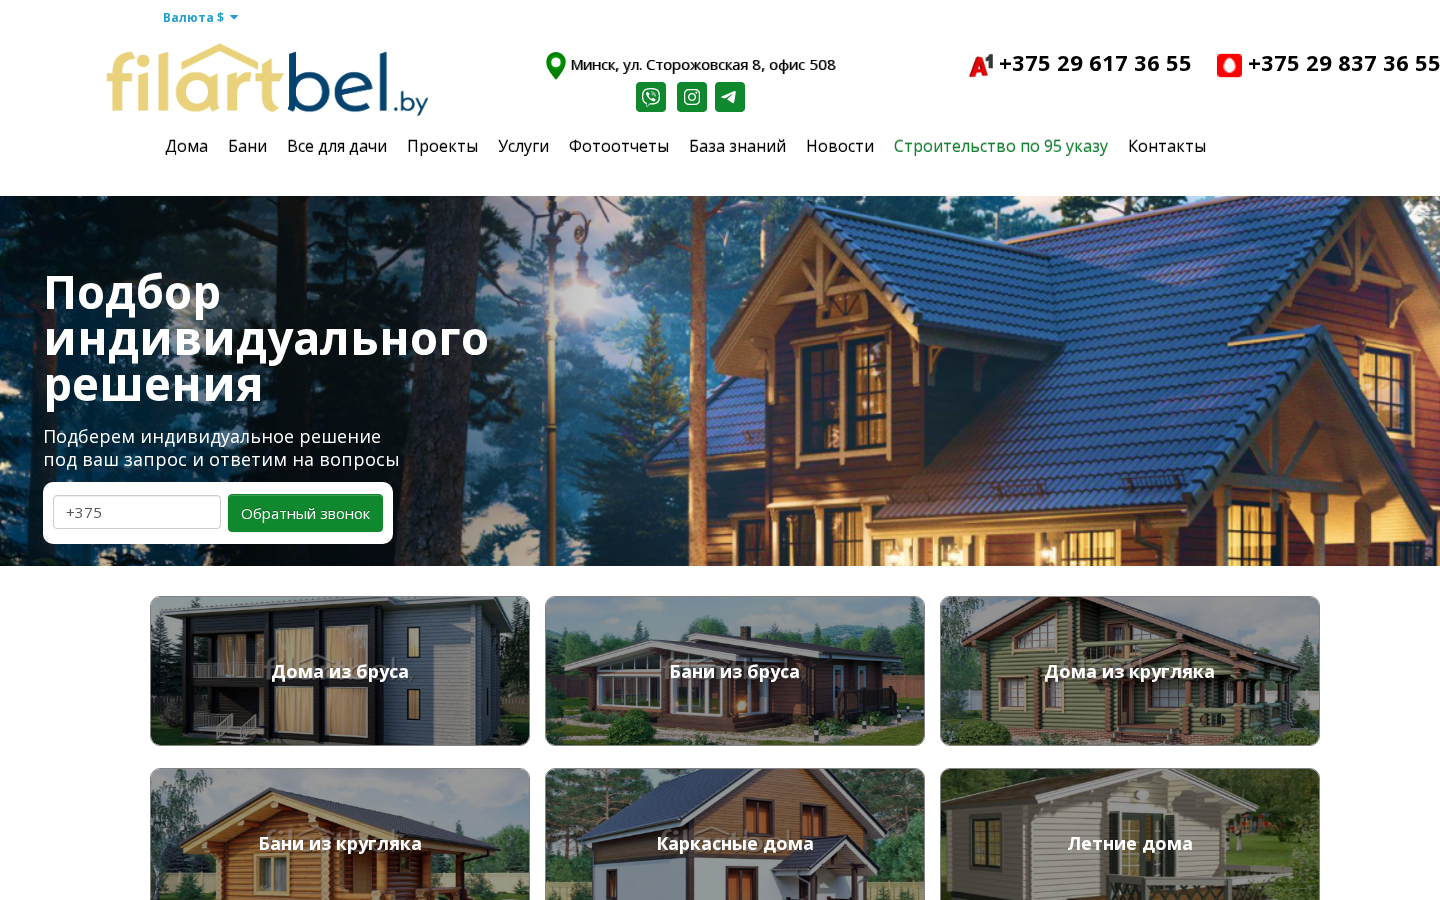 Валюта $
filartbel.by
Минск, ул. Сторожовская 8, офис 508
A1 +375 29 617 36 55
+375 29 837 36 55
Дома
Бани
Все для дачи
Проекты
Услуги
Фотоотчеты
База знаний
Новости
Строительство по 95 указу
Контакты
Подбор
индивидуального
решения
Подберем индивидуальное решение
под ваш запрос и ответим на вопросы
+375
Обратный звонок
Дома из бруса
Бани из бруса
Дома из кругляка
Бани из кругляка
Каркасные дома
Летние дома